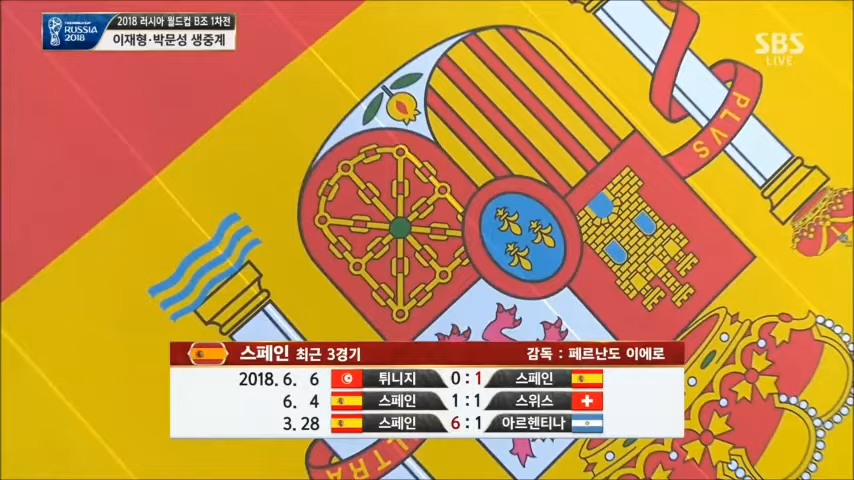 RUSSIA
2018
2018 러시아 월드컵 B조 1차전
이재형·박문성 생중계
SBS
LIVE
PLVS
스페인 최근 3경기 감독 : 페르난도 이에로
2018. 6. 6 튀니지 0 : 1 스페인
6. 4 스페인 1 : 1 스위스
3. 28 스페인 6 : 1 아르헨티나
LTRA